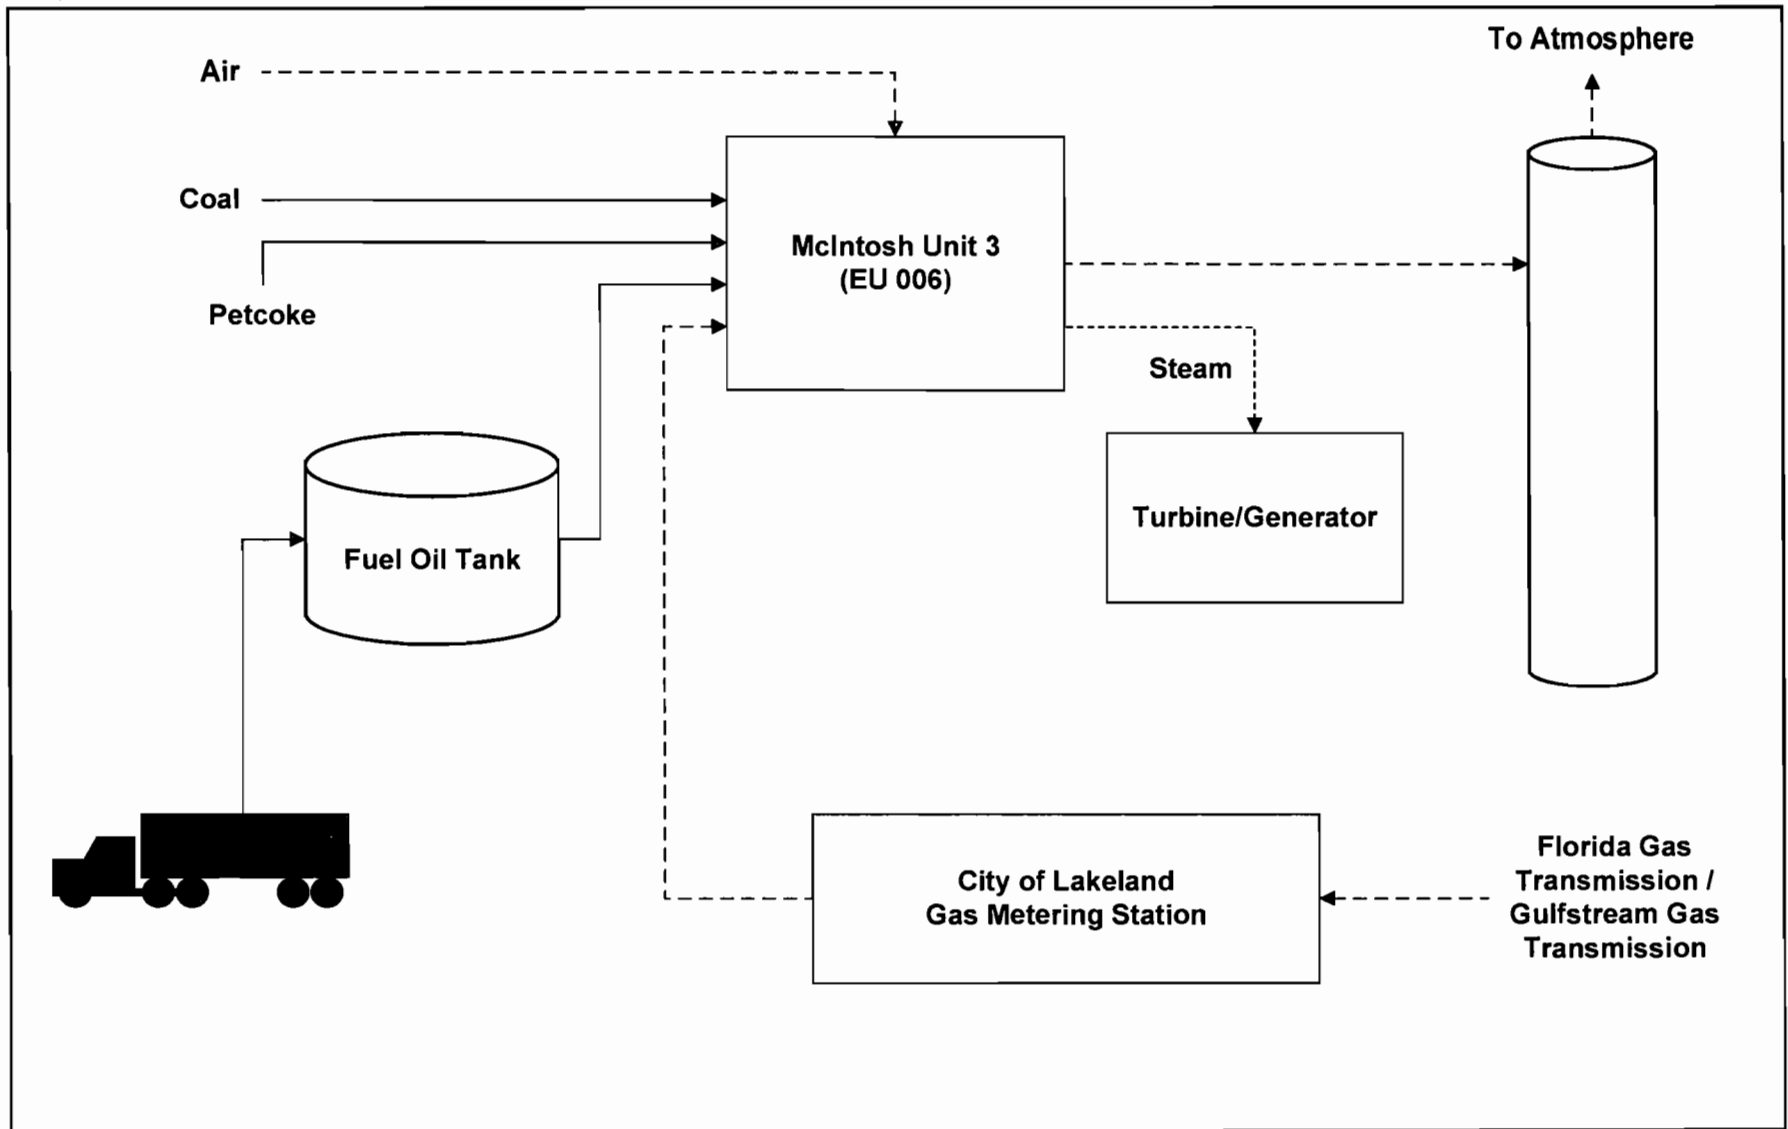 To Atmosphere
Air
Coal
McIntosh Unit 3
(EU 006)
Petcoke
Steam
Turbine/Generator
Fuel Oil Tank
City of Lakeland
Gas Metering Station
Florida Gas
Transmission /
Gulfstream Gas
Transmission